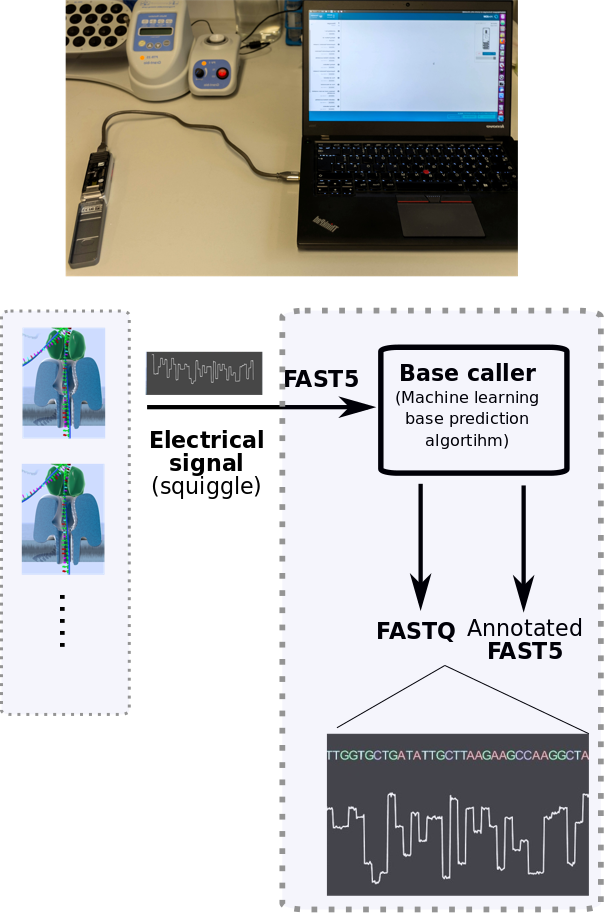 FAST5
Electrical
signal
(squiggle)
Base caller
(Machine learning
base prediction
algortihm)
FASTQ
Annotated
FAST5
TTGGTGCTGATATTGCTTAAGAAGCCAAGGCTA